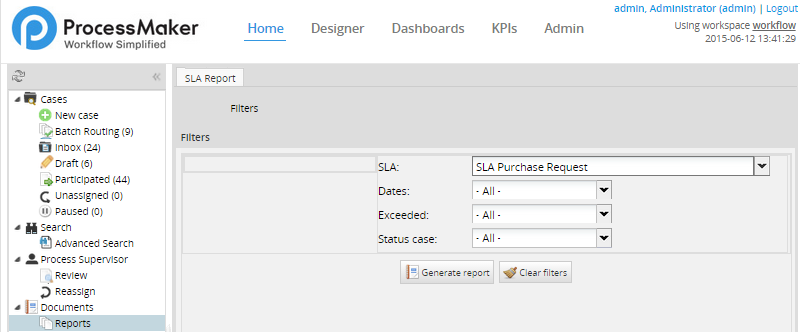 ProcessMaker
Workflow Simplified
Home Designer Dashboards KPIs Admin
admin, Administrator (admin) | Logout
Using workspace workflow
2015-06-12 13:41:29
Cases
New case
Batch Routing (9)
Inbox (24)
Draft (6)
Participated (44)
Unassigned (0)
Paused (0)
Search
Advanced Search
Process Supervisor
Review
Reassign
Documents
Reports
SLA Report
Filters
Filters
SLA: SLA Purchase Request
Dates: - All -
Exceeded: - All -
Status case: - All -
Generate report Clear filters